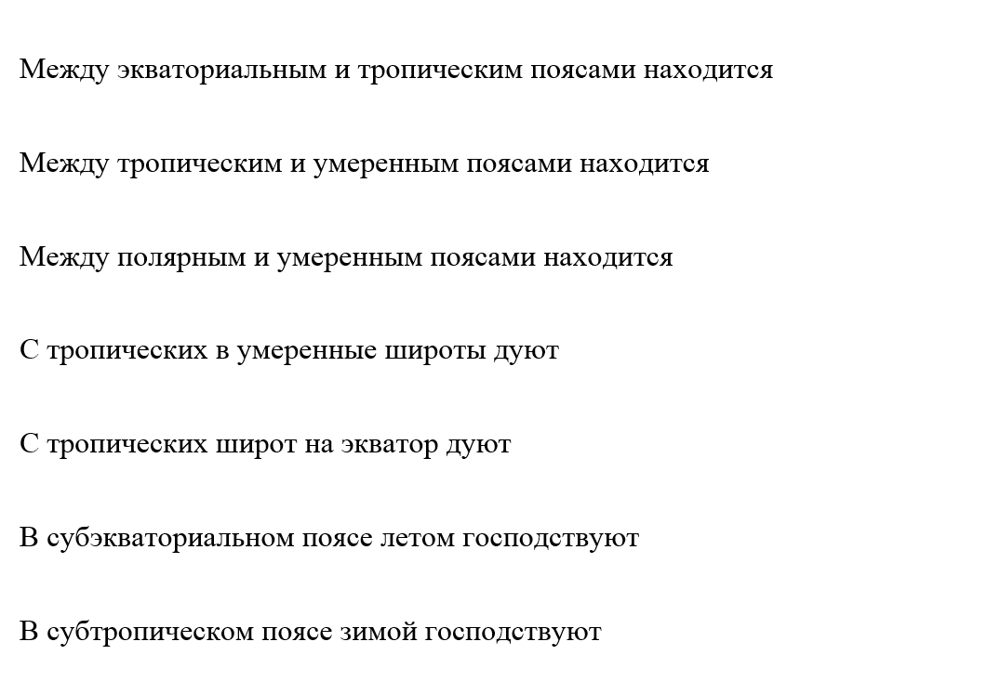 Между экваториальным и тропическим поясами находится
Между тропическим и умеренным поясами находится
Между полярным и умеренным поясами находится
С тропических в умеренные широты дуют
С тропических широт на экватор дуют
В субэкваториальном поясе летом господствуют
В субтропическом поясе зимой господствуют